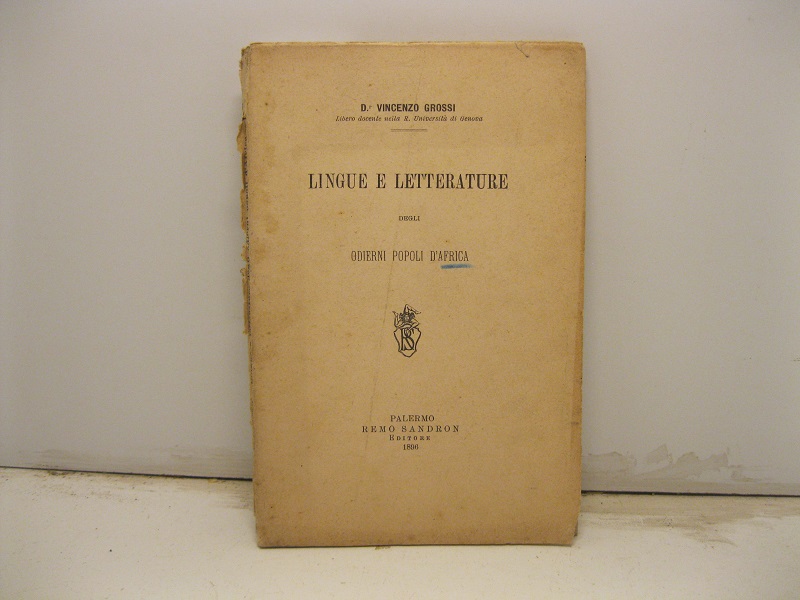 D.r VINCENZO GROSSI
Libero docente nella R. Università di Genova
LINGUE E LETTERATURE
DEGLI
ODIERNI POPOLI D'AFRICA
RS
PALERMO
REMO SANDRON
EDITORE
1896